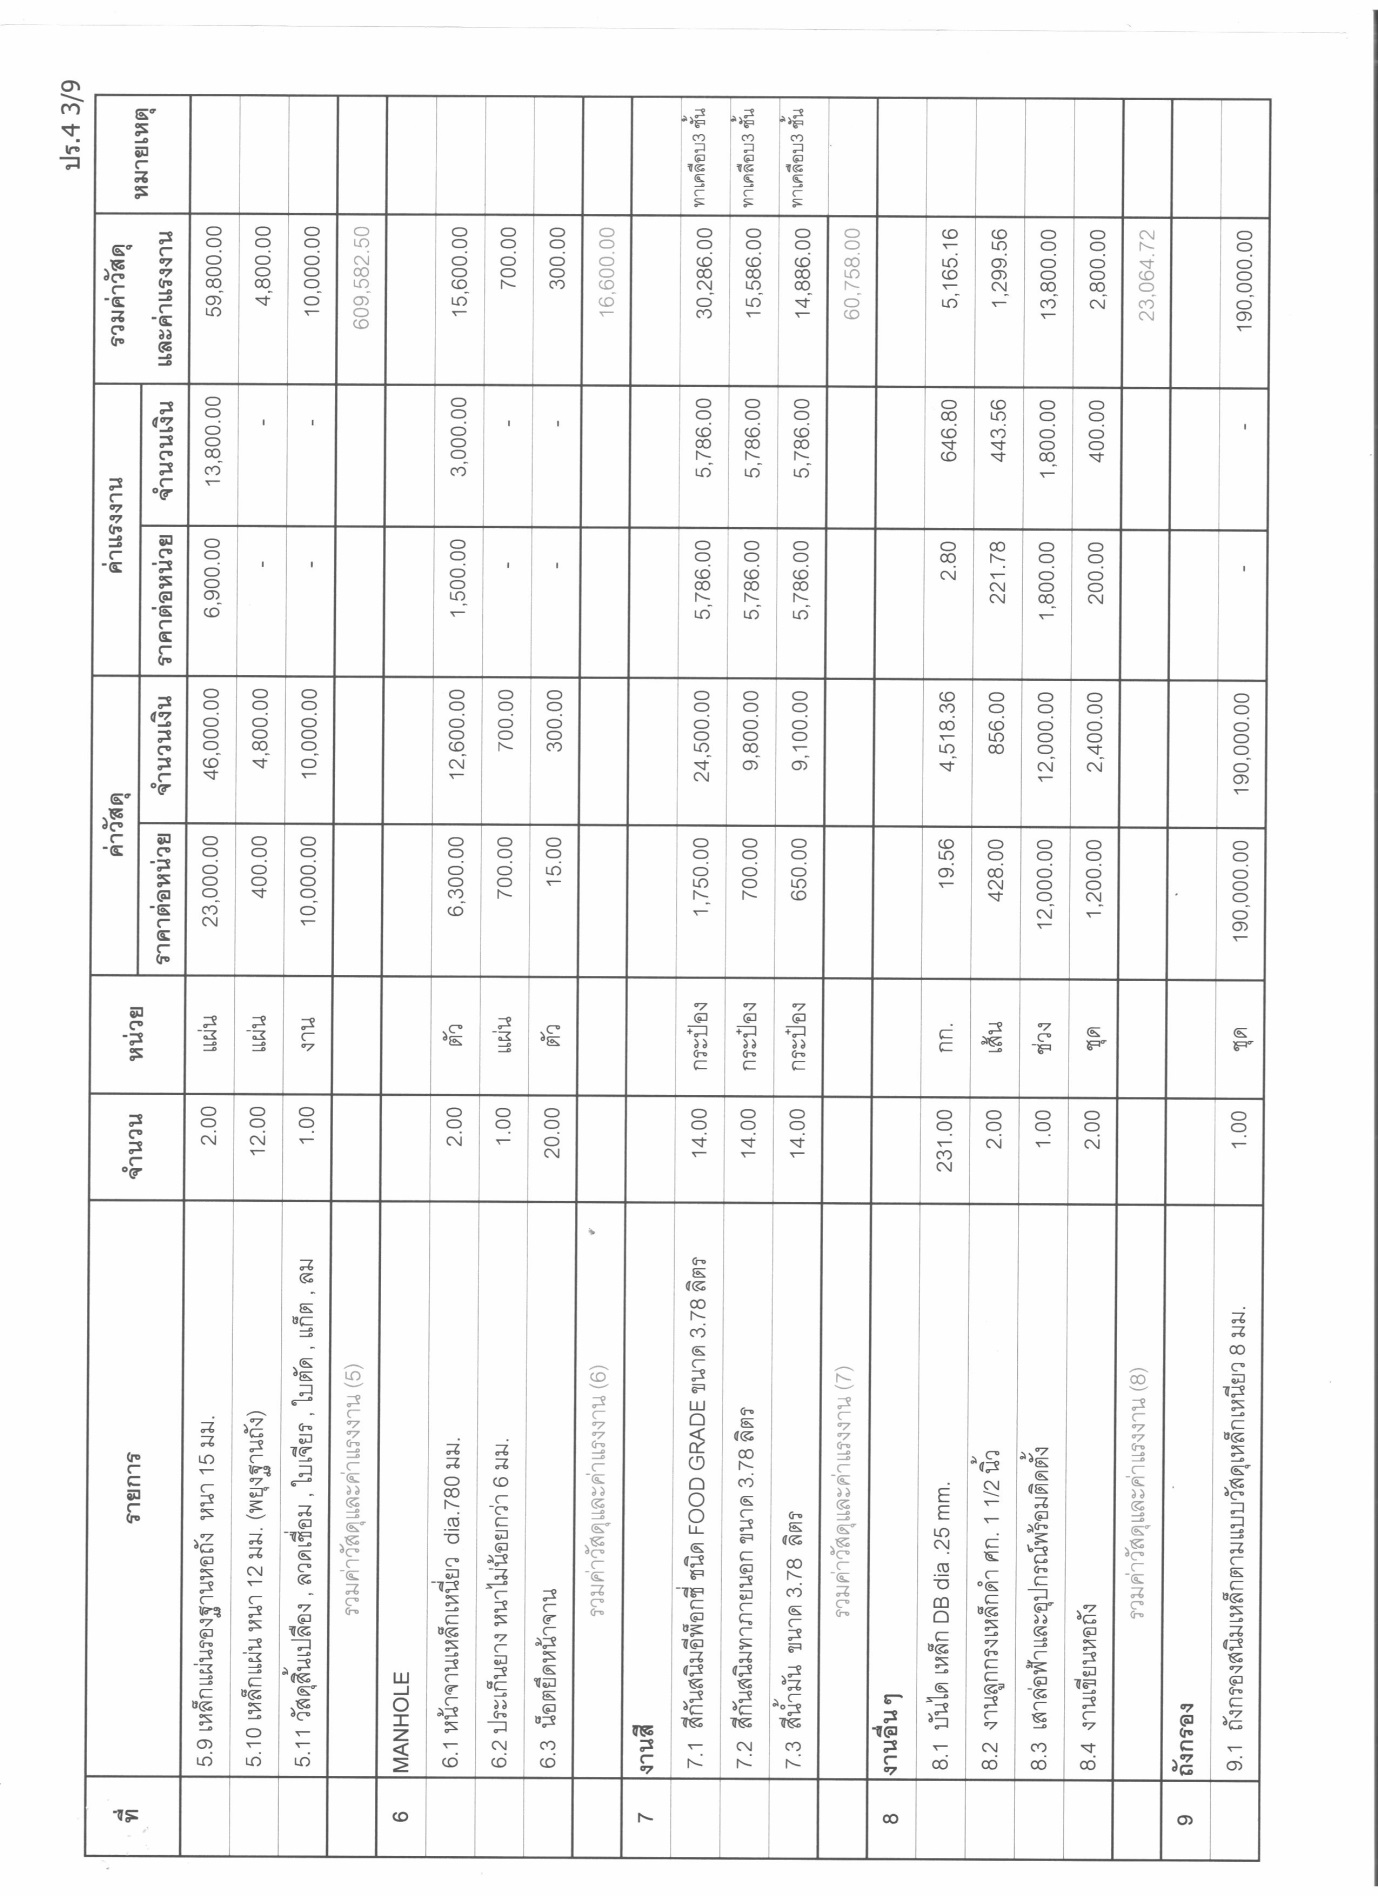 ปร.4 3/9
ที่ รายการ จำนวน หน่วย ค่าวัสดุ ค่าแรงงาน รวมค่าวัสดุ หมายเหตุ
ราคาต่อหน่วย จำนวนเงิน ราคาต่อหน่วย จำนวนเงิน และค่าแรงงาน
5.9 เหล็กแผ่นรองฐานหอถัง หนา 15 มม. 2.00 แผ่น 23,000.00 46,000.00 6,900.00 13,800.00 59,800.00
5.10 เหล็กแผ่น หนา 12 มม. (พยุงฐานถัง) 12.00 แผ่น 400.00 4,800.00 - - 4,800.00
5.11 วัสดุสิ้นเปลือง , ลวดเชื่อม , ใบเจียร , ใบตัด , แก็ต , ลม 1.00 งาน 10,000.00 10,000.00 - - 10,000.00
รวมค่าวัสดุและค่าแรงงาน (5) 609,582.50
6 MANHOLE
6.1 หน้าจานเหล็กเหนียว dia.780 มม. 2.00 ตัว 6,300.00 12,600.00 1,500.00 3,000.00 15,600.00
6.2 ประเก็นยาง หนาไม่น้อยกว่า 6 มม. 1.00 แผ่น 700.00 700.00 - - 700.00
6.3 น็อตยึดหน้าจาน 20.00 ตัว 15.00 300.00 - - 300.00
รวมค่าวัสดุและค่าแรงงาน (6) 16,600.00
7 งานสี
7.1 สีกันสนิมอีพ็อกซี่ ชนิด FOOD GRADE ขนาด 3.78 ลิตร 14.00 กระป๋อง 1,750.00 24,500.00 5,786.00 5,786.00 30,286.00 ทาเคลือบ3 ชั้น
7.2 สีกันสนิมทาภายนอก ขนาด 3.78 ลิตร 14.00 กระป๋อง 700.00 9,800.00 5,786.00 5,786.00 15,586.00 ทาเคลือบ3 ชั้น
7.3 สีน้ำมัน ขนาด 3.78 ลิตร 14.00 กระป๋อง 650.00 9,100.00 5,786.00 5,786.00 14,886.00 ทาเคลือบ3 ชั้น
รวมค่าวัสดุและค่าแรงงาน (7) 60,758.00
8 งานอื่น ๆ
8.1 บันได เหล็ก DB dia .25 mm. 231.00 กก. 19.56 4,518.36 2.80 646.80 5,165.16
8.2 งานลูกกรงเหล็กดำ ศก. 1 1/2 นิ้ว 2.00 เส้น 428.00 856.00 221.78 443.56 1,299.56
8.3 เสาล่อฟ้าและอุปกรณ์พร้อมติดตั้ง 1.00 ช่วง 12,000.00 12,000.00 1,800.00 1,800.00 13,800.00
8.4 งานเขียนหอถัง 2.00 ชุด 1,200.00 2,400.00 200.00 400.00 2,800.00
รวมค่าวัสดุและค่าแรงงาน (8) 23,064.72
9 ถังกรอง
9.1 ถังกรองสนิมเหล็กตามแบบวัสดุเหล็กเหนียว 8 มม. 1.00 ชุด 190,000.00 190,000.00 - - 190,000.00